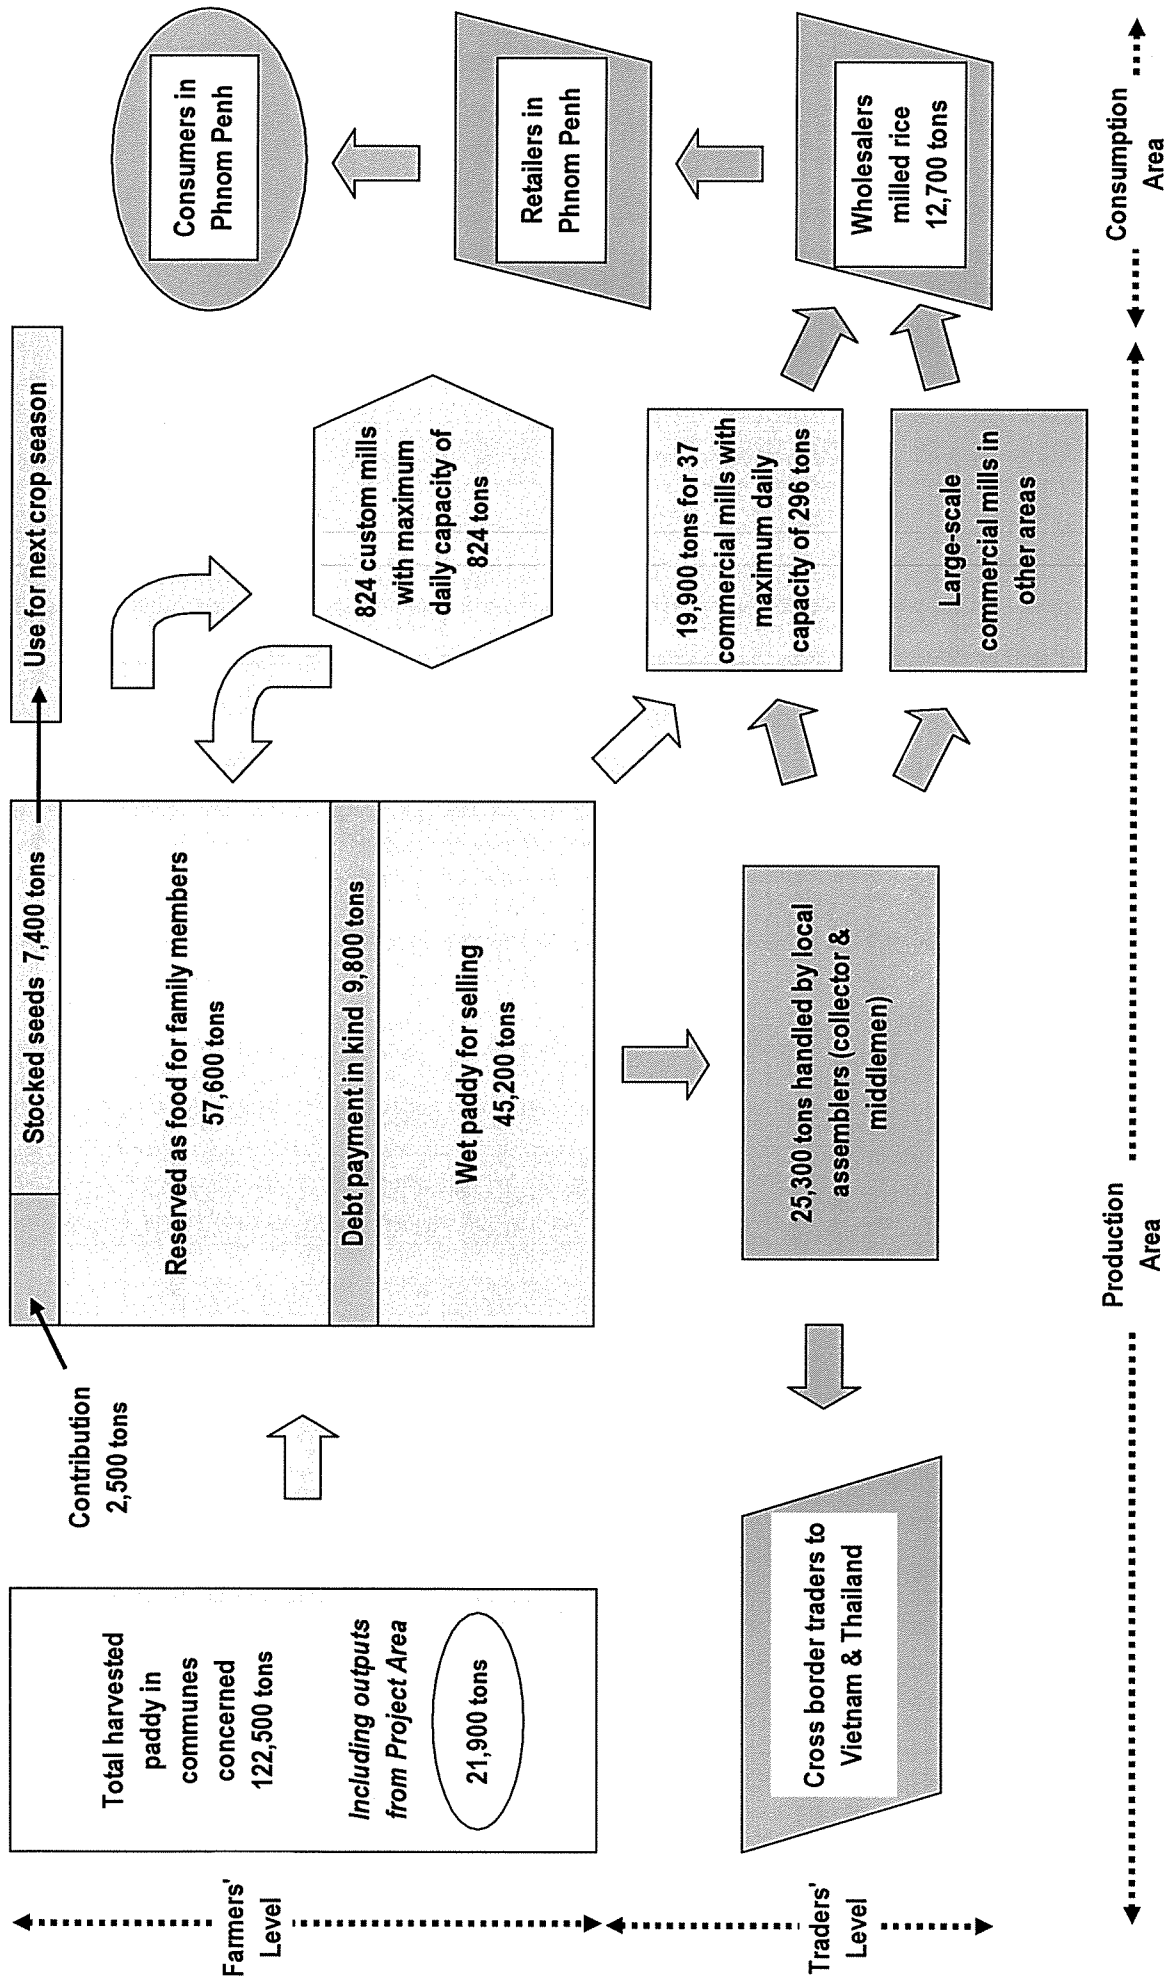 Farmers'
Level
Total harvested
paddy in
communes
concerned
122,500 tons
Including outputs
from Project Area
21,900 tons
Contribution
2,500 tons
Stocked seeds 7,400 tons
Use for next crop season
Reserved as food for family members
57,600 tons
Debt payment in kind 9,800 tons
Wet paddy for selling
45,200 tons
824 custom mills
with maximum
daily capacity of
824 tons
Consumers in
Phnom Penh
Retailers in
Phnom Penh
Traders'
Level
Cross border traders to
Vietnam & Thailand
25,300 tons handled by local
assemblers (collector &
middlemen)
19,900 tons for 37
commercial mills with
maximum daily
capacity of 296 tons
Large-scale
commercial mills in
other areas
Wholesalers
milled rice
12,700 tons
Production
Area
Consumption
Area